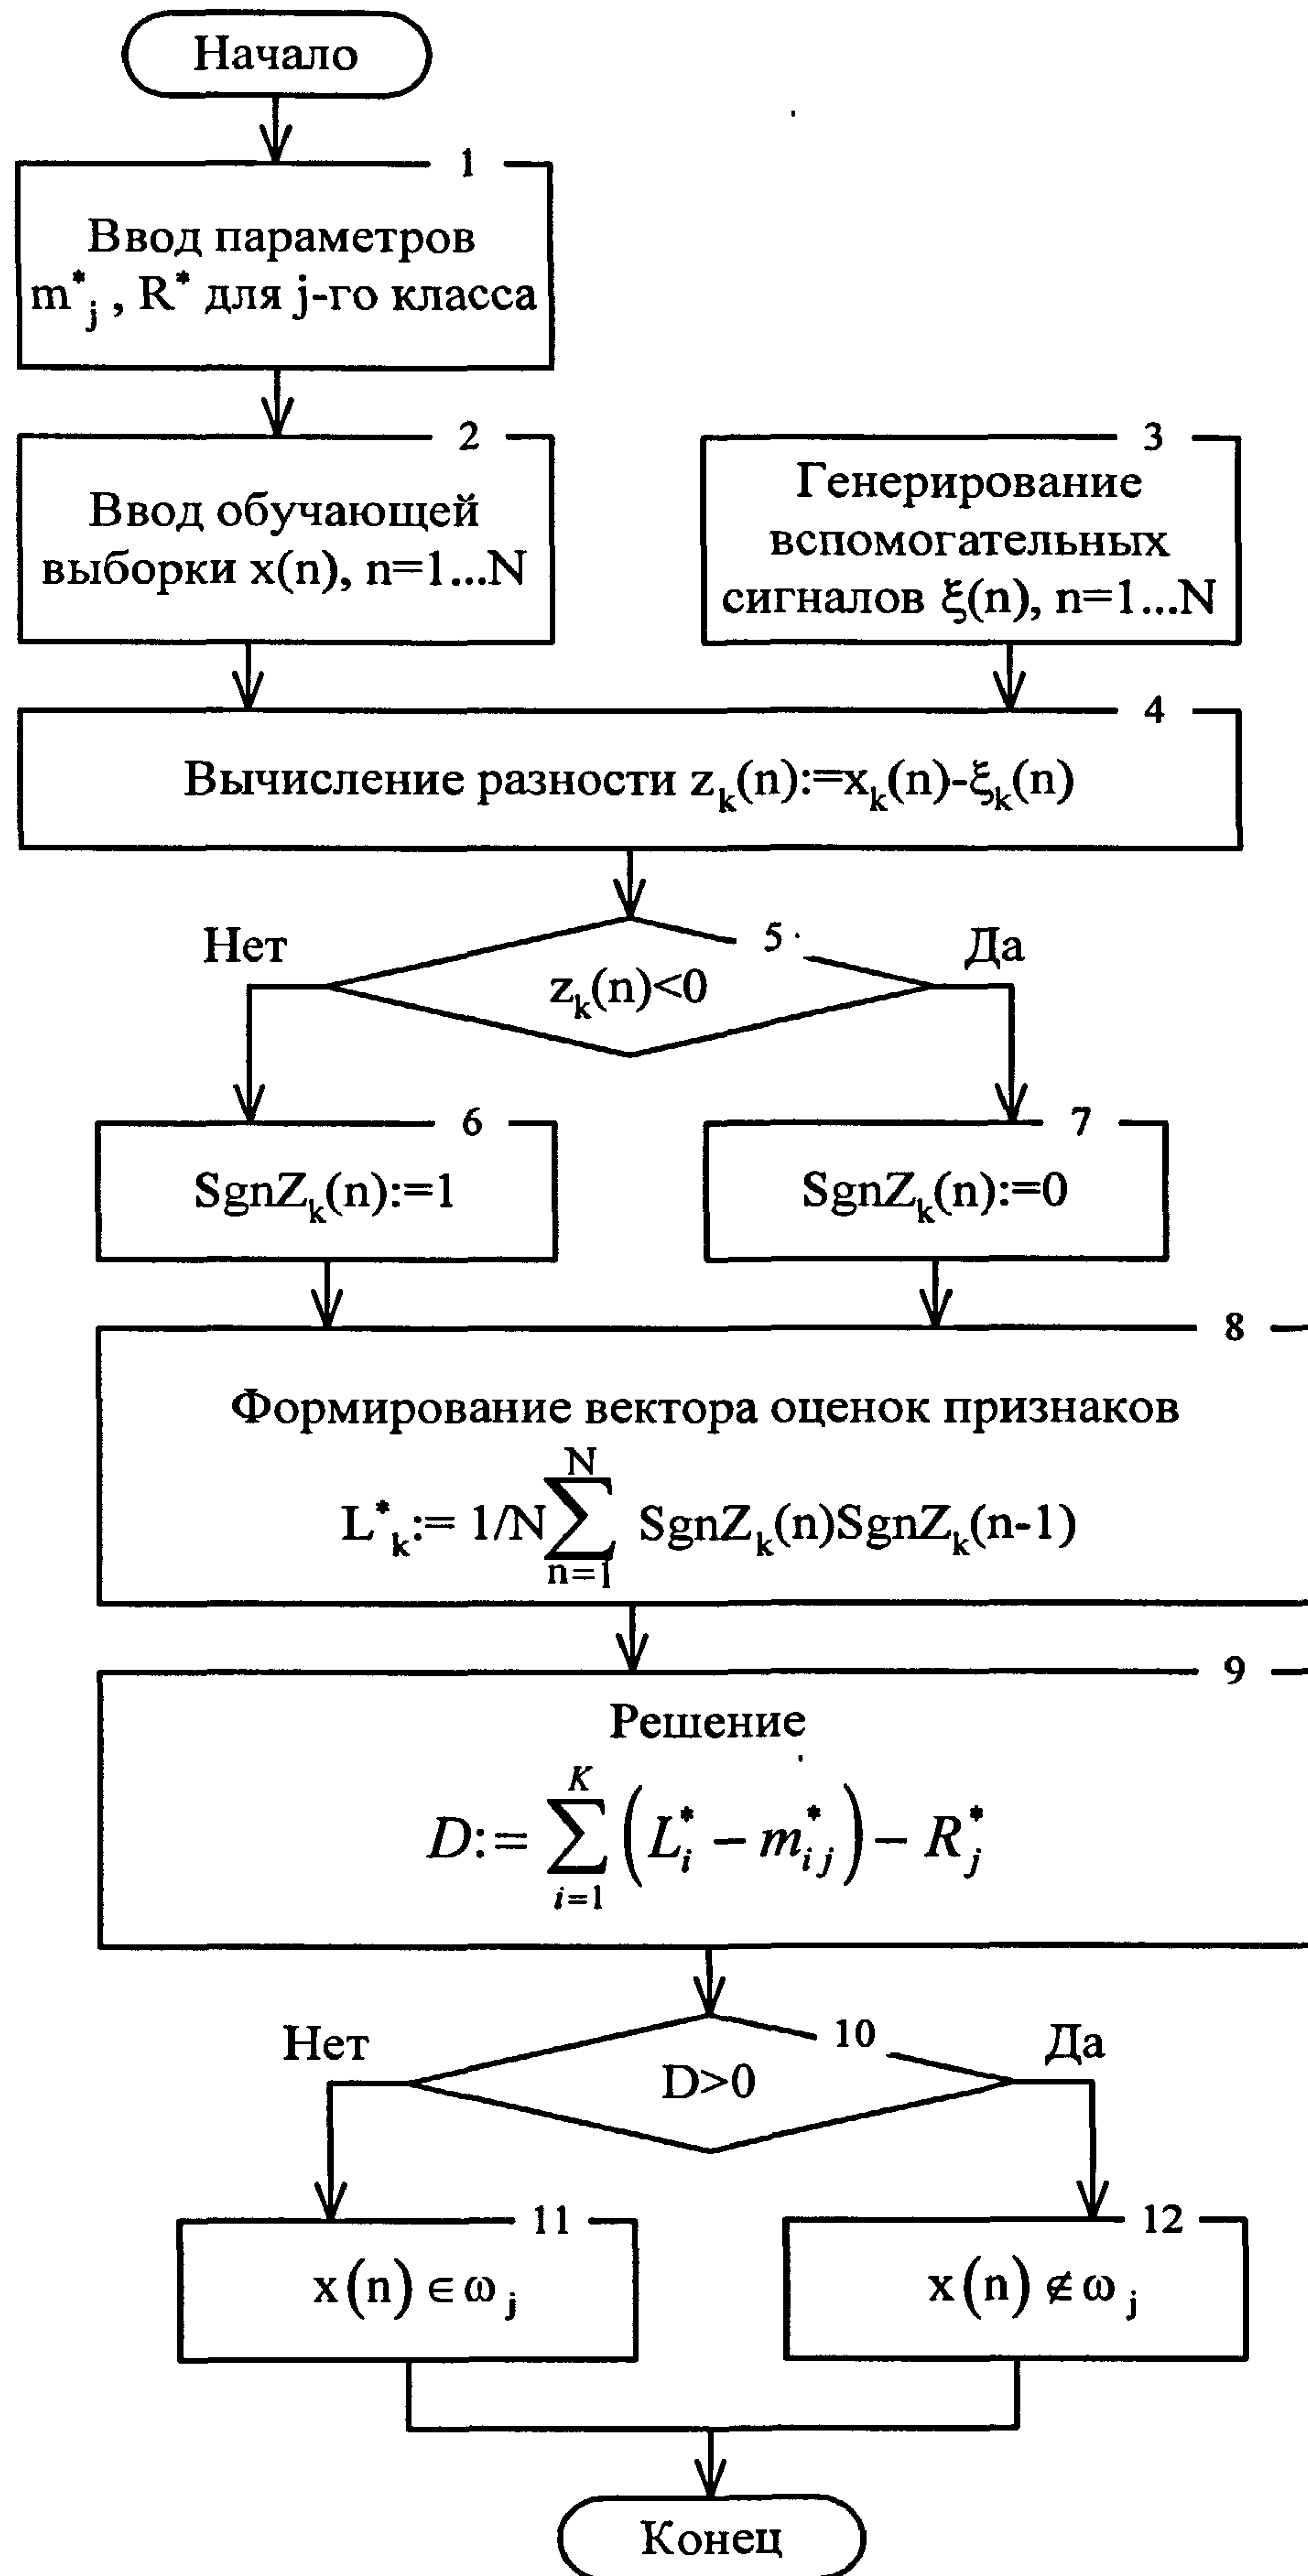 Начало
1
Ввод параметров
m*j , R* для j-го класса
2
Ввод обучающей
выборки x(n), n=1...N
3
Генерирование
вспомогательных
сигналов ξ(n), n=1...N
4
Вычисление разности zk(n):=xk(n)-ξk(n)
5
Нет
Да
zk(n)<0
6
SgnZk(n):=1
7
SgnZk(n):=0
8
Формирование вектора оценок признаков
L*k:= 1/N∑(n=1..N) SgnZk(n)SgnZk(n-1)
9
Решение
D:= ∑(i=1..K) (L*i − m*ij) − R*j
10
Нет
Да
D>0
11
x(n)∈ωj
12
x(n)∉ωj
Конец